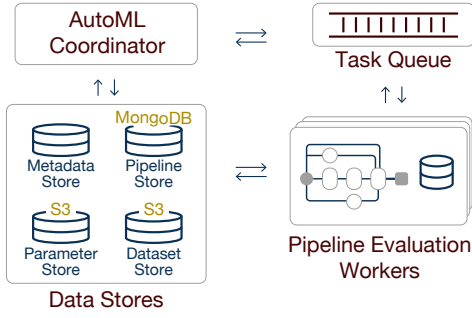 AutoML
Coordinator
Task Queue
MongoDB
Metadata
Store
Pipeline
Store
S3
S3
Parameter
Store
Dataset
Store
Data Stores
Pipeline Evaluation
Workers